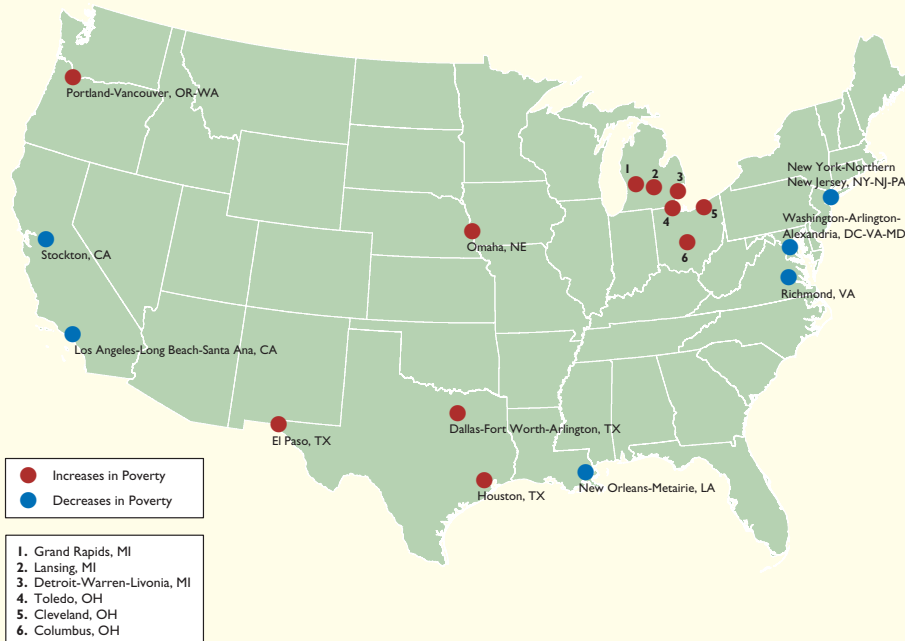 Portland-Vancouver, OR-WA
1
2
3
4
5
6
New York-Northern
New Jersey, NY-NJ-PA
Washington-Arlington-
Alexandria, DC-VA-MD
Richmond, VA
Omaha, NE
Stockton, CA
Los Angeles-Long Beach-Santa Ana, CA
El Paso, TX
Dallas-Fort Worth-Arlington, TX
Houston, TX
New Orleans-Metairie, LA
Increases in Poverty
Decreases in Poverty
1. Grand Rapids, MI
2. Lansing, MI
3. Detroit-Warren-Livonia, MI
4. Toledo, OH
5. Cleveland, OH
6. Columbus, OH